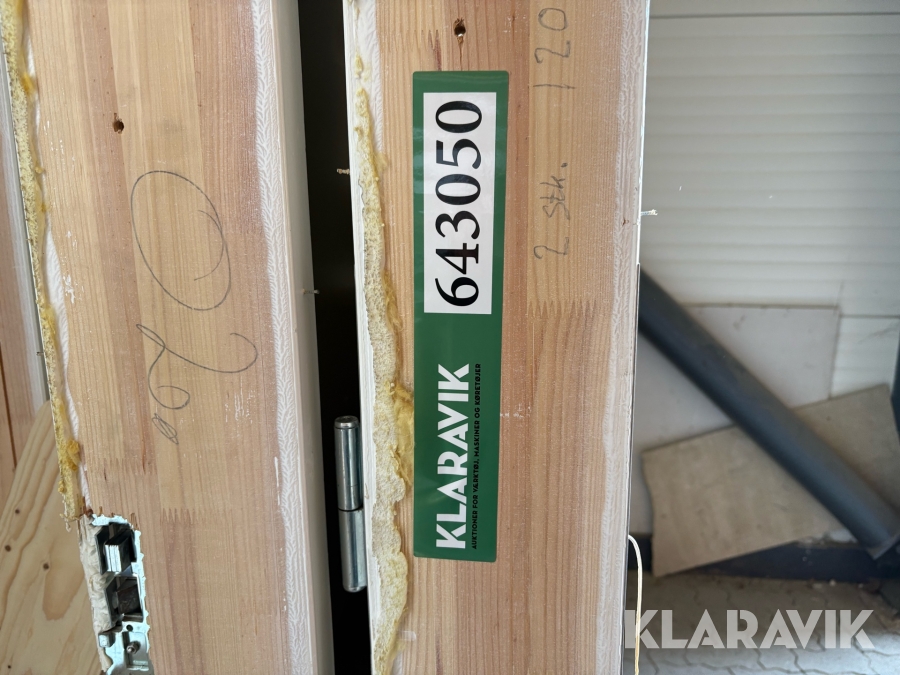 643050
KLARAVIK
AUKTIONER FOR VÆRKTØJ, MASKINER OG KØRETØJER
2 stk. 120
KLARAVIK